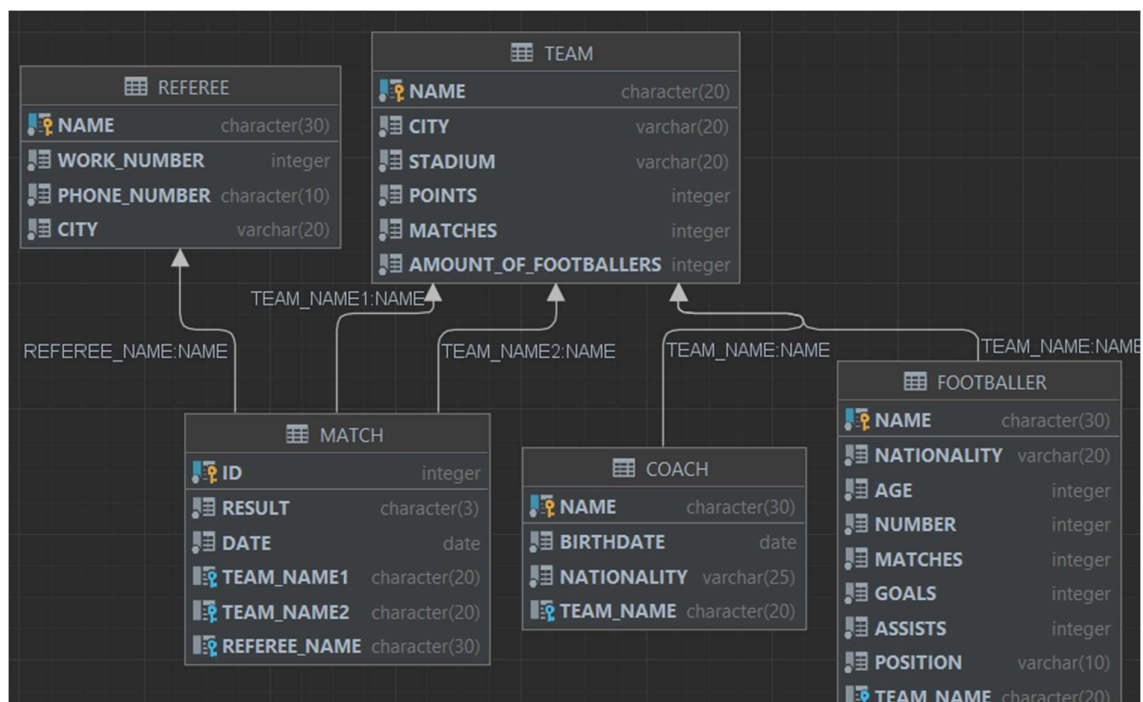 REFEREE
NAME character(30)
WORK_NUMBER integer
PHONE_NUMBER character(10)
CITY varchar(20)
TEAM
NAME character(20)
CITY varchar(20)
STADIUM varchar(20)
POINTS integer
MATCHES integer
AMOUNT_OF_FOOTBALLERS integer
TEAM_NAME1:NAME
REFEREE_NAME:NAME
TEAM_NAME2:NAME
TEAM_NAME:NAME
TEAM_NAME:NAME
MATCH
ID integer
RESULT character(3)
DATE date
TEAM_NAME1 character(20)
TEAM_NAME2 character(20)
REFEREE_NAME character(30)
COACH
NAME character(30)
BIRTHDATE date
NATIONALITY varchar(25)
TEAM_NAME character(20)
FOOTBALLER
NAME character(30)
NATIONALITY varchar(20)
AGE integer
NUMBER integer
MATCHES integer
GOALS integer
ASSISTS integer
POSITION varchar(10)
TEAM_NAME character(20)